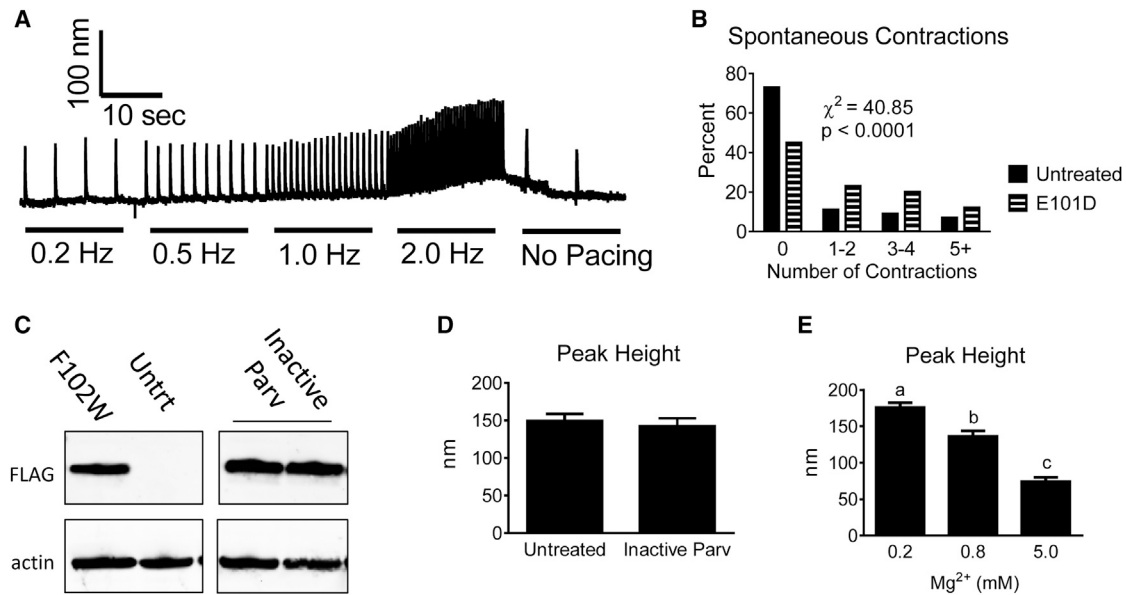 A
100 nm
10 sec
0.2 Hz
0.5 Hz
1.0 Hz
2.0 Hz
No Pacing
B
Spontaneous Contractions
Percent
80
60
40
20
0
χ² = 40.85
p < 0.0001
Untreated
E101D
0
1-2
3-4
5+
Number of Contractions
C
F102W
Untrt
Inactive
Parv
FLAG
actin
D
Peak Height
nm
200
150
100
50
0
Untreated
Inactive Parv
E
Peak Height
nm
200
150
100
50
0
a
b
c
0.2
0.8
5.0
Mg²⁺ (mM)